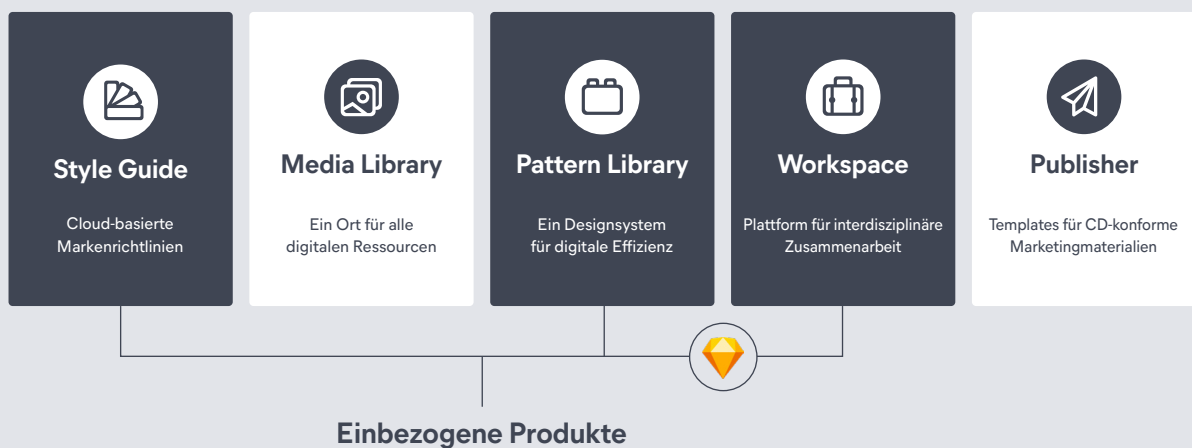 Style Guide
Cloud-basierte
Markenrichtlinien
Media Library
Ein Ort für alle
digitalen Ressourcen
Pattern Library
Ein Designsystem
für digitale Effizienz
Workspace
Plattform für interdisziplinäre
Zusammenarbeit
Publisher
Templates für CD-konforme
Marketingmaterialien
Einbezogene Produkte